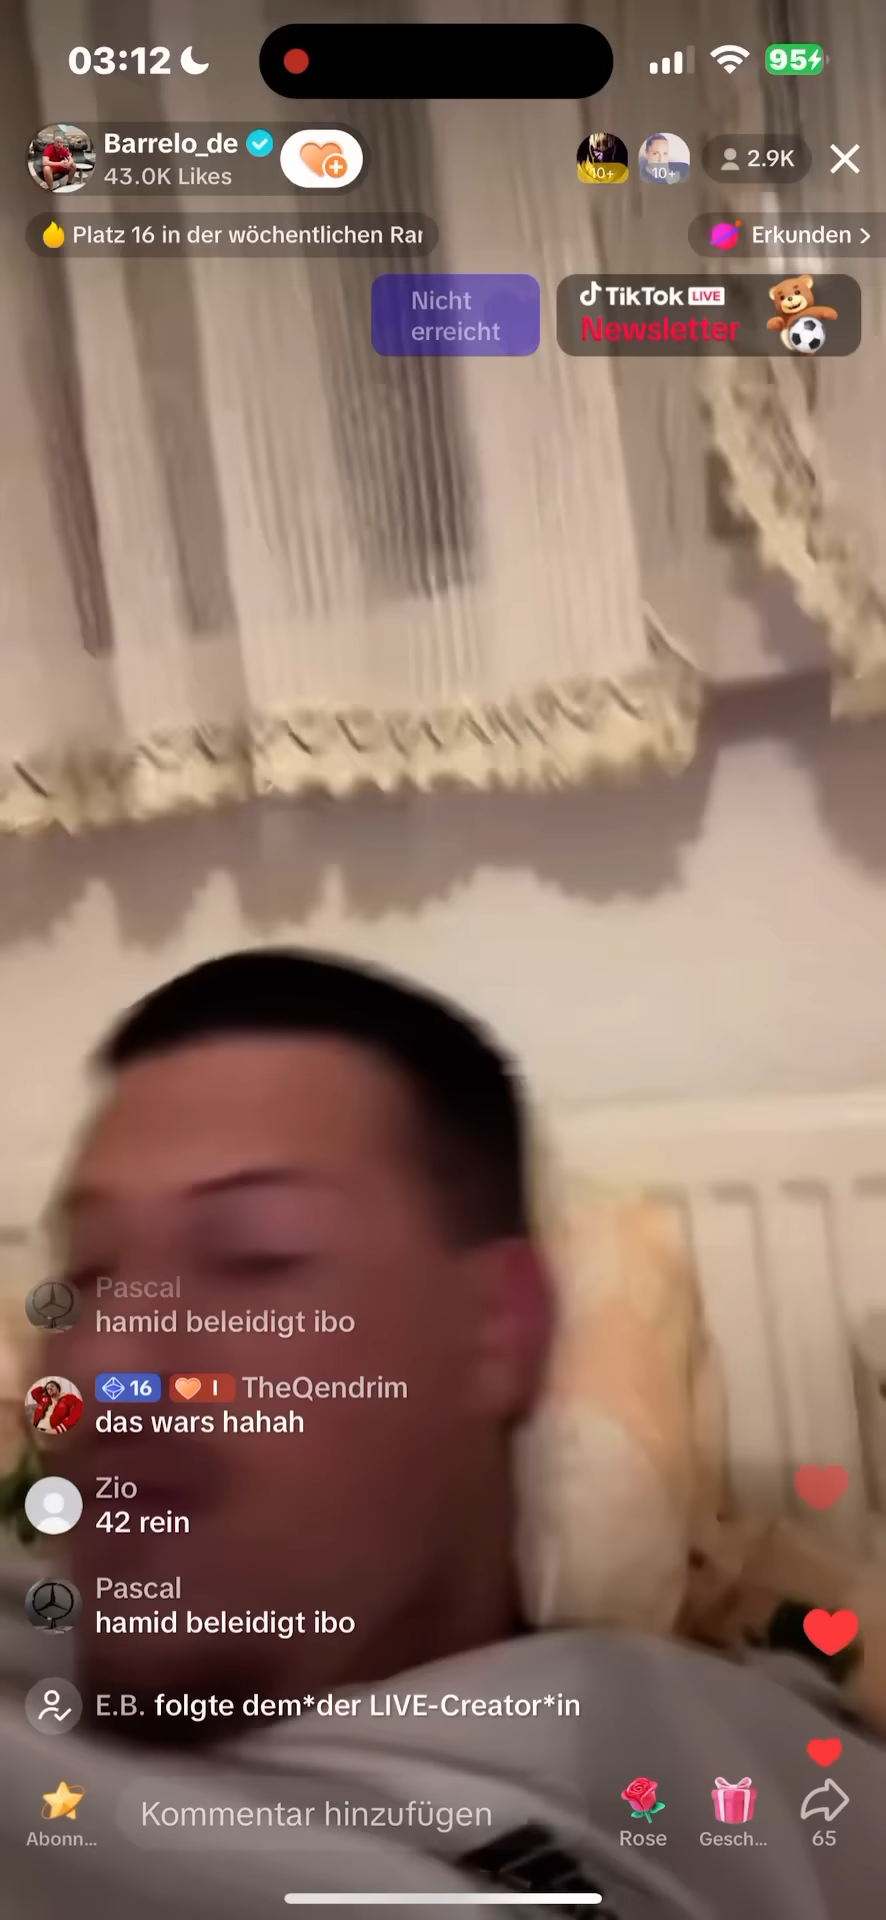 03:12
95
Barrelo_de
43.0K Likes
10+
10+
2.9K
Platz 16 in der wöchentlichen Ran
Erkunden >
Nicht
erreicht
TikTok LIVE
Newsletter
Pascal
hamid beleidigt ibo
16 I TheQendrim
das wars hahah
Zio
42 rein
Pascal
hamid beleidigt ibo
E.B. folgte dem*der LIVE-Creator*in
Kommentar hinzufügen
Abonn...
Rose
Gesch...
65